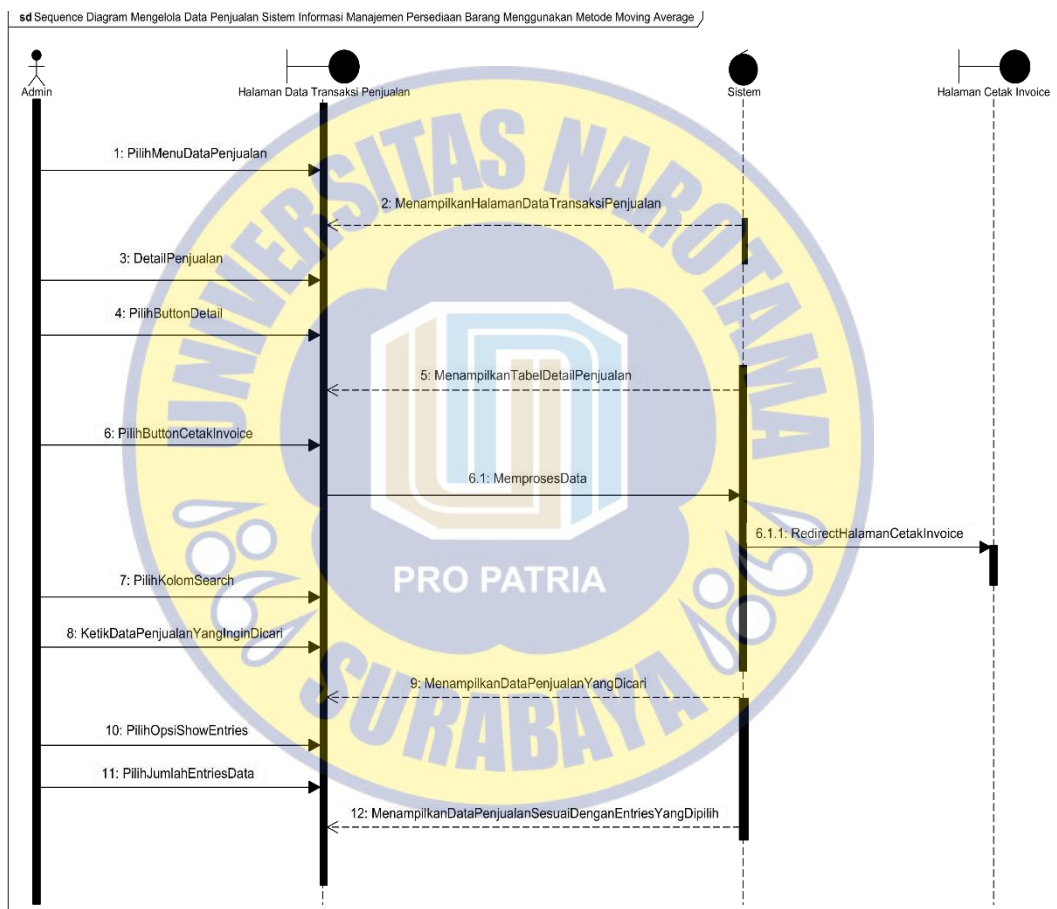 sd Sequence Diagram Mengelola Data Penjualan Sistem Informasi Manajemen Persediaan Barang Menggunakan Metode Moving Average
Admin
Halaman Data Transaksi Penjualan
Sistem
Halaman Cetak Invoice
1: PilihMenuDataPenjualan
2: MenampilkanHalamanDataTransaksiPenjualan
3: DetailPenjualan
4: PilihButtonDetail
5: MenampilkanTabelDetailPenjualan
6: PilihButtonCetakInvoice
6.1: MemprosesData
6.1.1: RedirectHalamanCetakInvoice
7: PilihKolomSearch
8: KetikDataPenjualanYangInginDicari
9: MenampilkanDataPenjualanYangDicari
10: PilihOpsiShowEntries
11: PilihJumlahEntriesData
12: MenampilkanDataPenjualanSesuaiDenganEntriesYangDipilih
UNIVERSITAS NAROTAMA
PRO PATRIA
SURABAYA